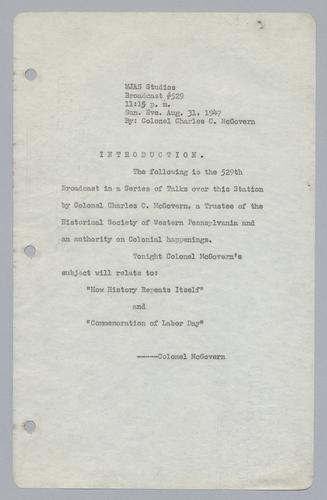 WJAS Studios
Broadcast #529
11:15 p. m.
Sun. Eve. Aug. 31, 1947
By: Colonel Charles C. McGovern
I N T R O D U C T I O N .
The following is the 529th
Broadcast in a Series of Talks over this Station
by Colonel Charles C. McGovern, a Trustee of the
Historical Society of Western Pennsylvania and
an authority on Colonial happenings.
Tonight Colonel McGovern's
subject will relate to:
"How History Repeats Itself"
and
"Commemoration of Labor Day"
-----Colonel McGovern